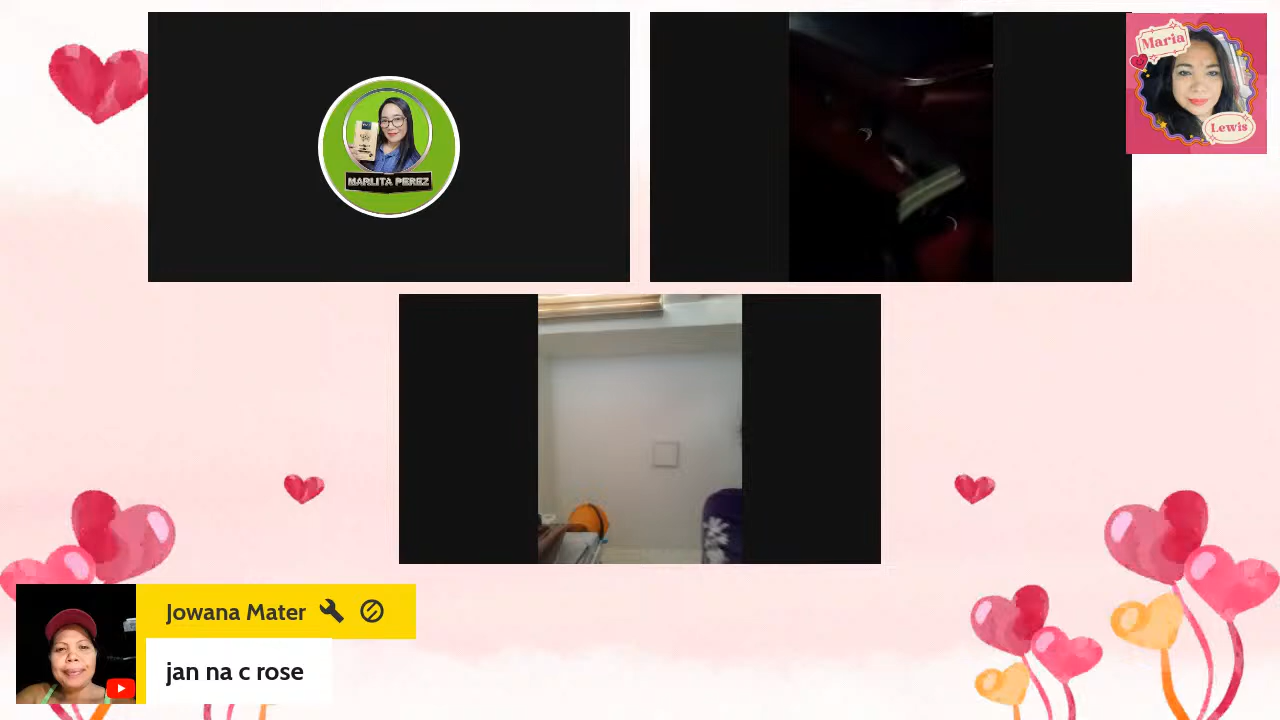 MARLITA PEREZ
Maria
Lewis
Jowana Mater
jan na c rose